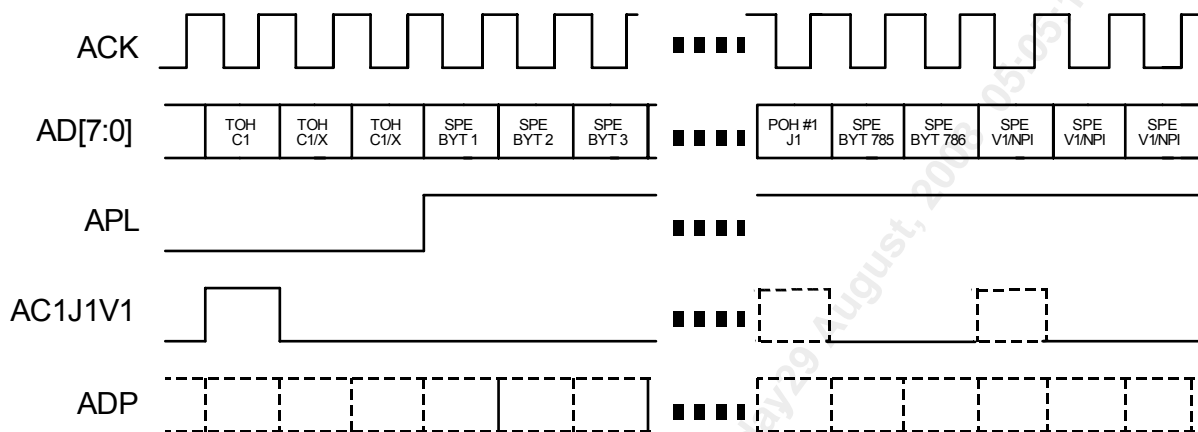 ACK
AD[7:0]
TOH
C1
TOH
C1/X
TOH
C1/X
SPE
BYT 1
SPE
BYT 2
SPE
BYT 3
POH #1
J1
SPE
BYT 785
SPE
BYT 786
SPE
V1/NPI
SPE
V1/NPI
SPE
V1/NPI
APL
AC1J1V1
ADP